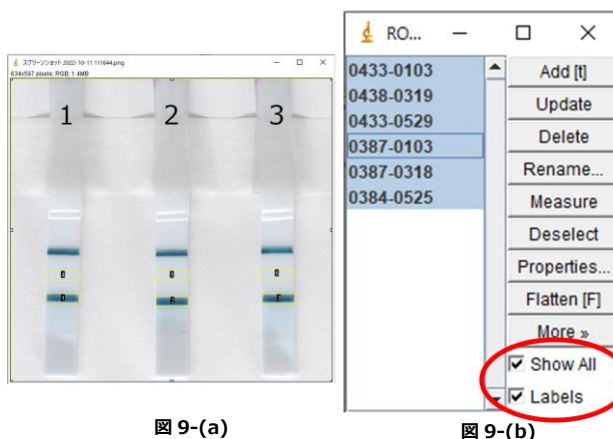 スクリーンショット 2022-10-11 111644.png
634x597 pixels; RGB; 1.4MB
1
2
3
図 9-(a)
RO...
0433-0103
0438-0319
0433-0529
0387-0103
0387-0318
0384-0525
Add [t]
Update
Delete
Rename...
Measure
Deselect
Properties...
Flatten [F]
More »
Show All
Labels
図 9-(b)